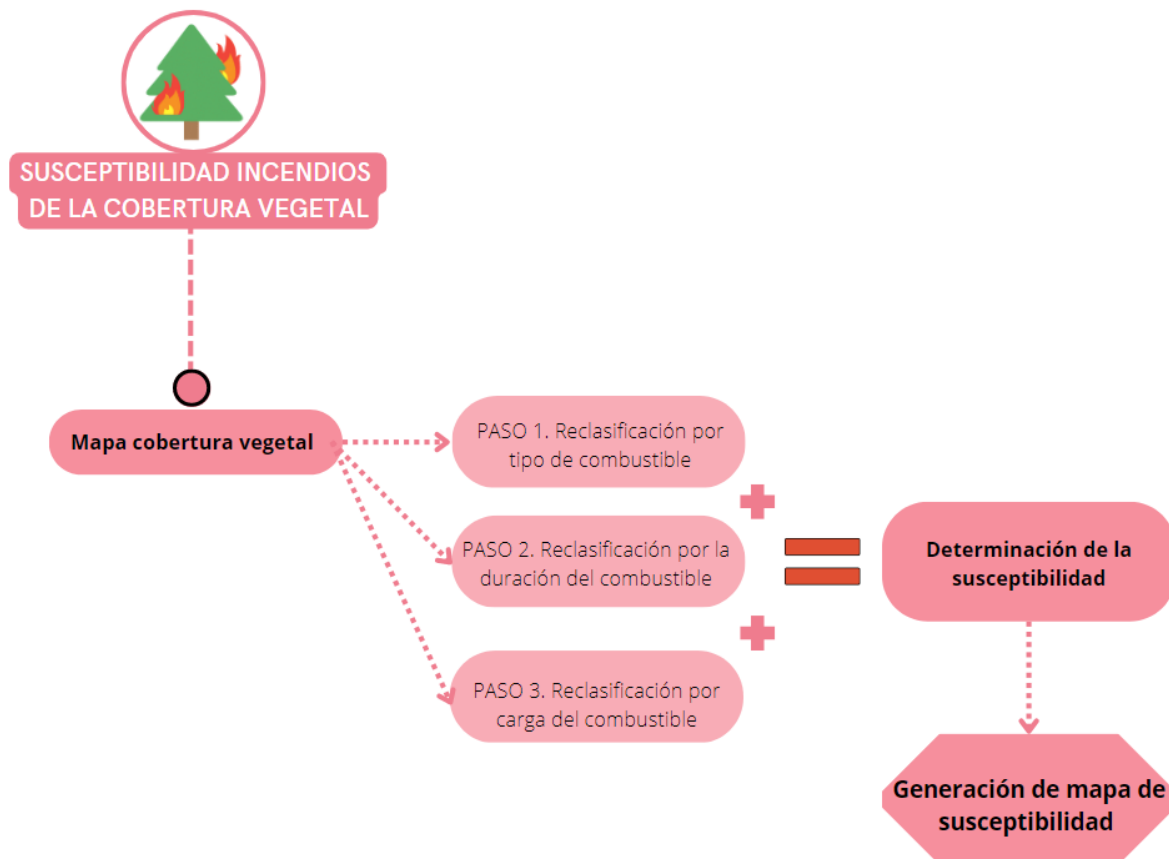 SUSCEPTIBILIDAD INCENDIOS
DE LA COBERTURA VEGETAL
Mapa cobertura vegetal
PASO 1. Reclasificación por
tipo de combustible
PASO 2. Reclasificación por la
duración del combustible
PASO 3. Reclasificación por
carga del combustible
Determinación de la
susceptibilidad
Generación de mapa de
susceptibilidad